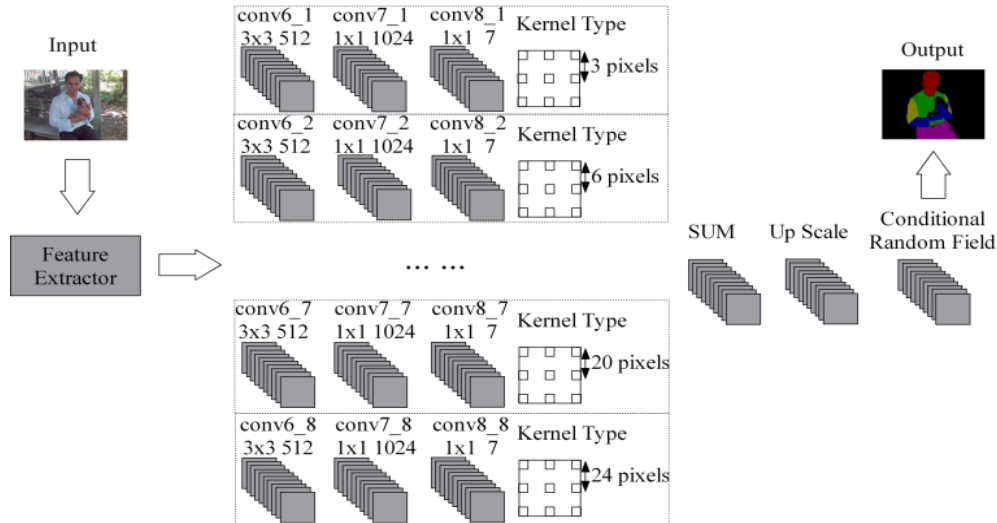 Input
Feature
Extractor
conv6_1 conv7_1 conv8_1 Kernel Type
3x3 512 1x1 1024 1x1 7
3 pixels
conv6_2 conv7_2 conv8_2 Kernel Type
3x3 512 1x1 1024 1x1 7
6 pixels
... ...
conv6_7 conv7_7 conv8_7 Kernel Type
3x3 512 1x1 1024 1x1 7
20 pixels
conv6_8 conv7_8 conv8_8 Kernel Type
3x3 512 1x1 1024 1x1 7
24 pixels
SUM
Up Scale
Conditional
Random Field
Output